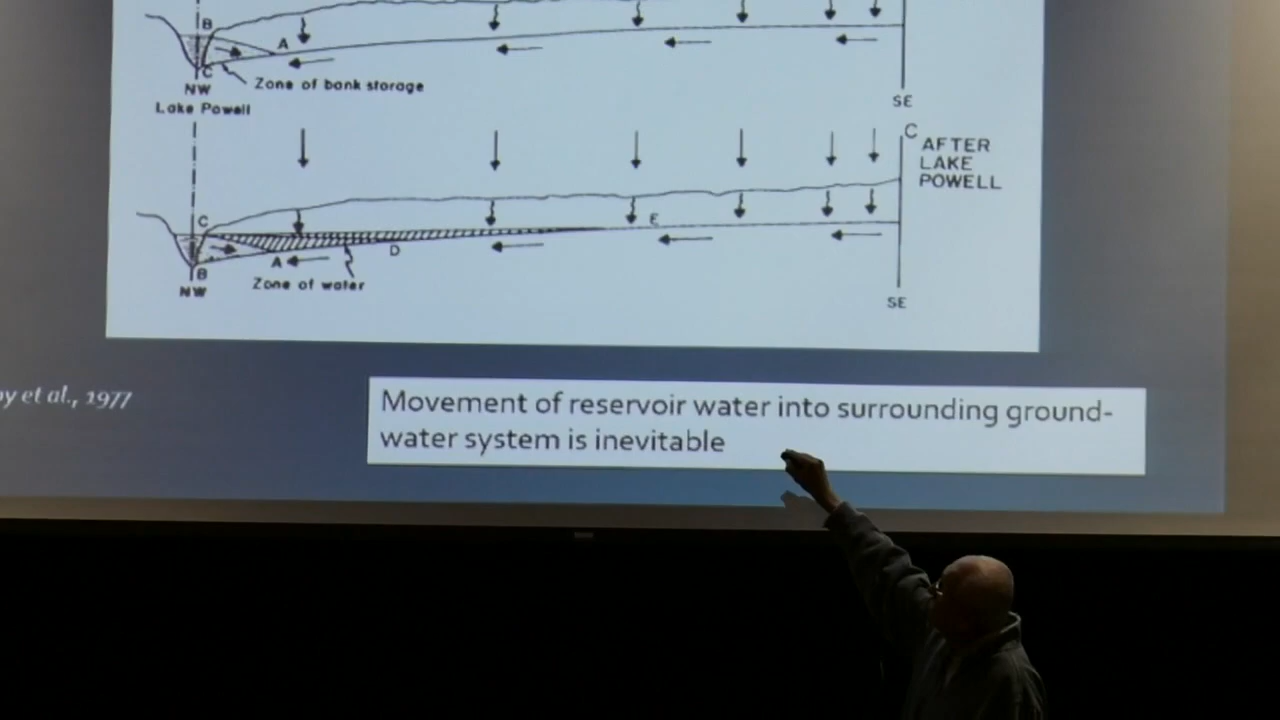 B
A
C
Zone of bank storage
NW
Lake Powell
SE
C
AFTER
LAKE
POWELL
C
E
D
A
B
Zone of water
NW
SE
et al., 1977
Movement of reservoir water into surrounding ground-
water system is inevitable